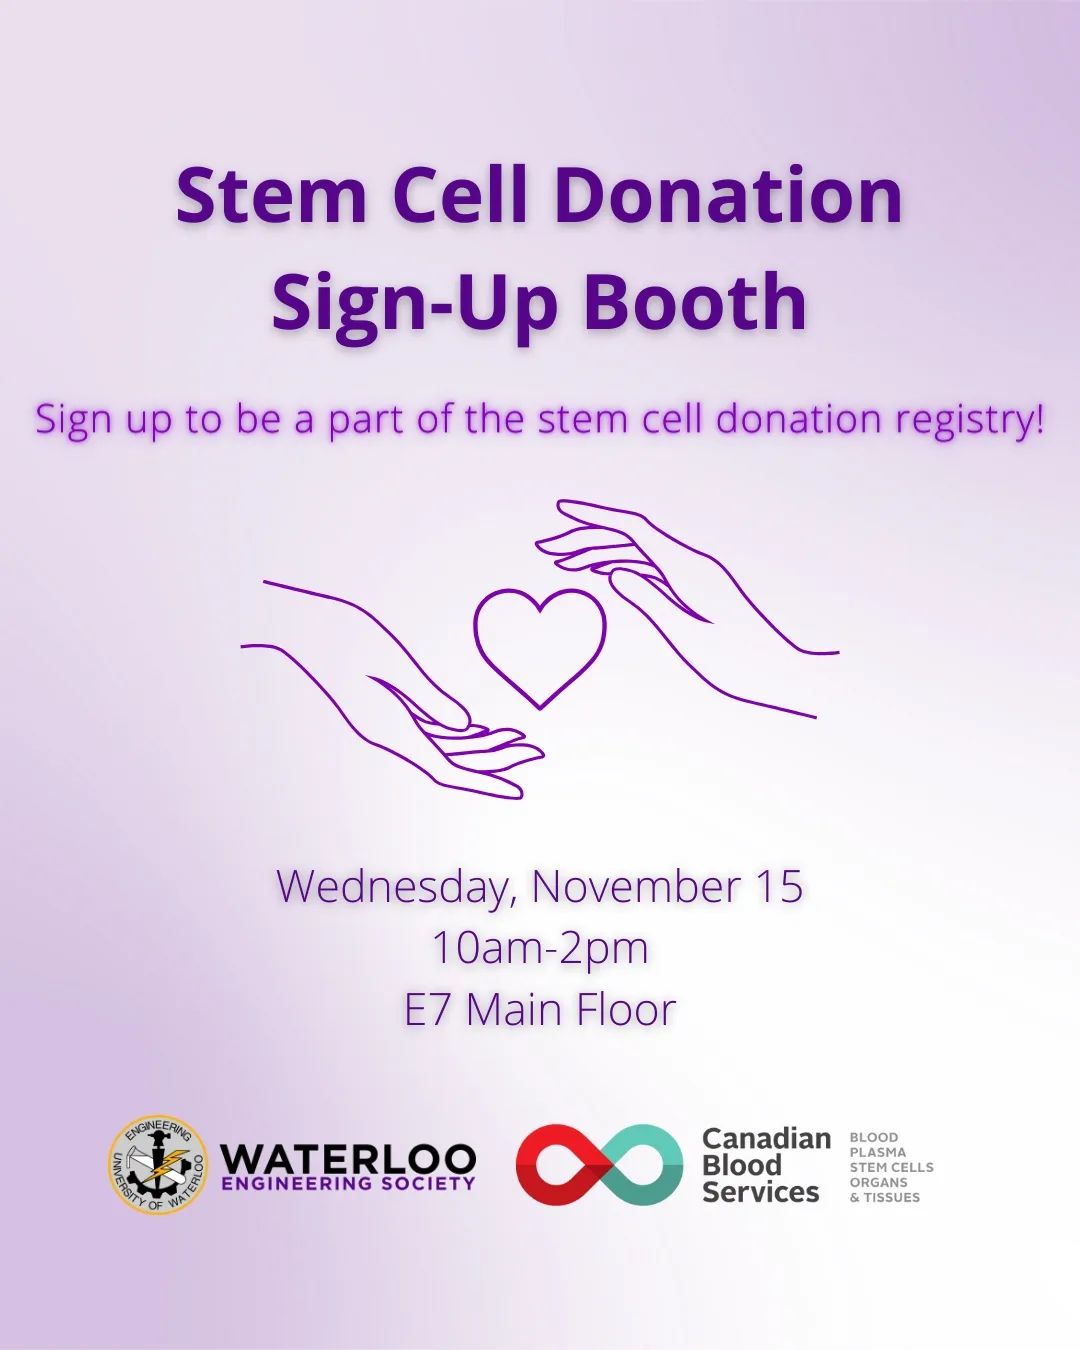 Stem Cell Donation
Sign-Up Booth
Sign up to be a part of the stem cell donation registry!
Wednesday, November 15
10am-2pm
E7 Main Floor
ENGINEERING
UNIVERSITY OF WATERLOO
WATERLOO
ENGINEERING SOCIETY
Canadian
Blood
Services
BLOOD
PLASMA
STEM CELLS
ORGANS
& TISSUES